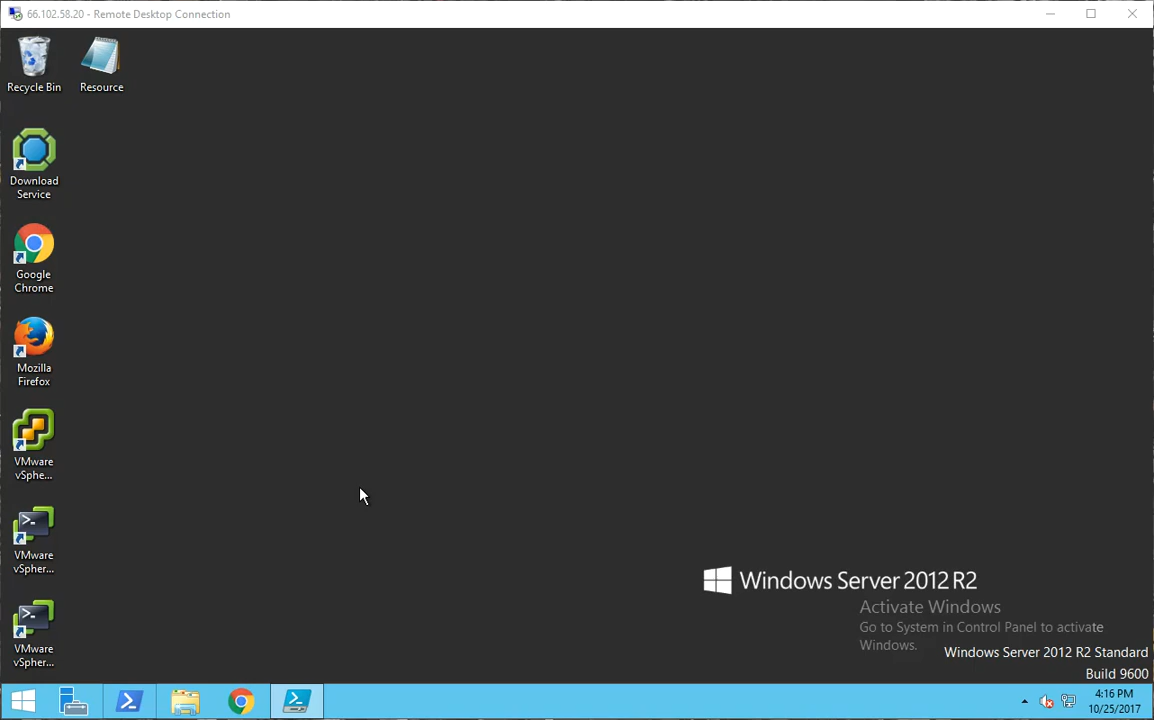 66.102.58.20 - Remote Desktop Connection
Recycle Bin
Resource
Download
Service
Google
Chrome
Mozilla
Firefox
VMware
vSphe...
VMware
vSpher...
VMware
vSpher...
Windows Server 2012 R2
Activate Windows
Go to System in Control Panel to activate
Windows.
Windows Server 2012 R2 Standard
Build 9600
4:16 PM
10/25/2017